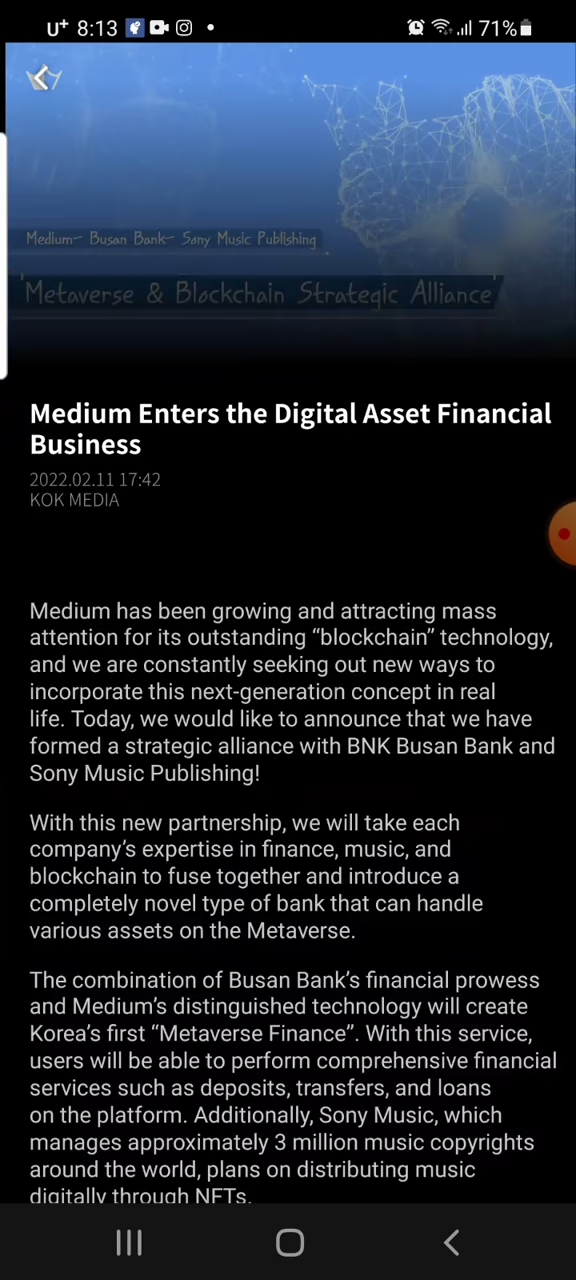 U+ 8:13
71%
Medium- Busan Bank- Sony Music Publishing
'Metaverse & Blockchain Strategic Alliance'
Medium Enters the Digital Asset Financial
Business
2022.02.11 17:42
KOK MEDIA
Medium has been growing and attracting mass
attention for its outstanding “blockchain” technology,
and we are constantly seeking out new ways to
incorporate this next-generation concept in real
life. Today, we would like to announce that we have
formed a strategic alliance with BNK Busan Bank and
Sony Music Publishing!
With this new partnership, we will take each
company’s expertise in finance, music, and
blockchain to fuse together and introduce a
completely novel type of bank that can handle
various assets on the Metaverse.
The combination of Busan Bank’s financial prowess
and Medium’s distinguished technology will create
Korea’s first “Metaverse Finance”. With this service,
users will be able to perform comprehensive financial
services such as deposits, transfers, and loans
on the platform. Additionally, Sony Music, which
manages approximately 3 million music copyrights
around the world, plans on distributing music
digitally through NFTs.